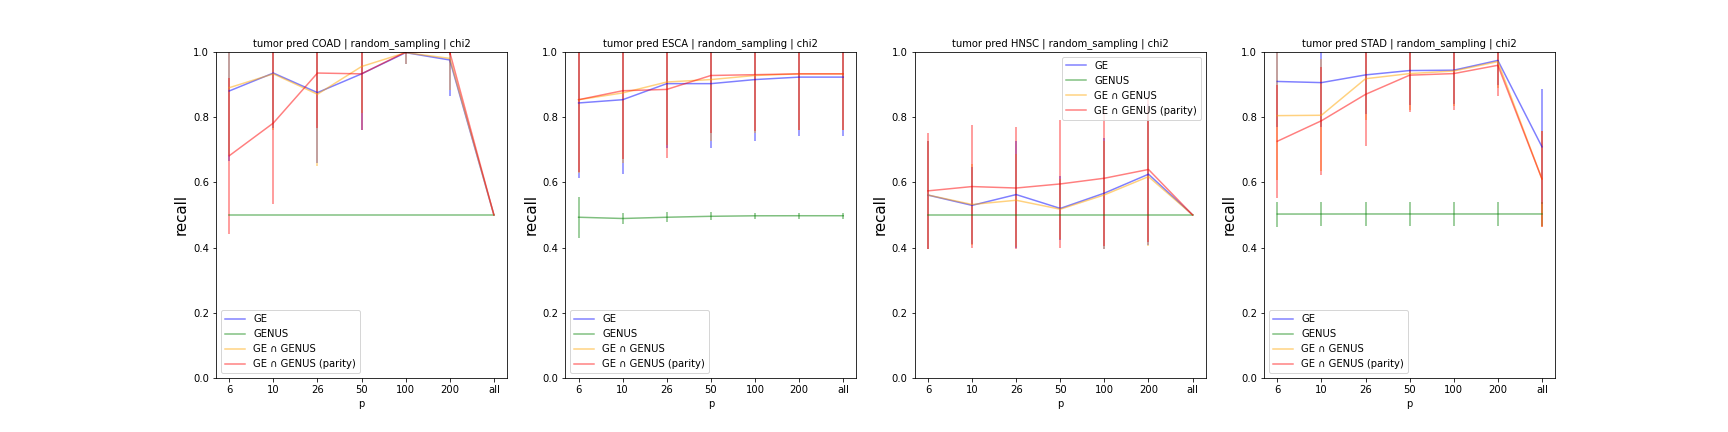 tumor pred COAD | random_sampling | chi2
1.0
0.8
0.6
0.4
0.2
0.0
recall
GE
GENUS
GE ∩ GENUS
GE ∩ GENUS (parity)
6 10 26 50 100 200 all
p
tumor pred ESCA | random_sampling | chi2
1.0
0.8
0.6
0.4
0.2
0.0
recall
GE
GENUS
GE ∩ GENUS
GE ∩ GENUS (parity)
6 10 26 50 100 200 all
p
tumor pred HNSC | random_sampling | chi2
1.0
0.8
0.6
0.4
0.2
0.0
recall
GE
GENUS
GE ∩ GENUS
GE ∩ GENUS (parity)
6 10 26 50 100 200 all
p
tumor pred STAD | random_sampling | chi2
1.0
0.8
0.6
0.4
0.2
0.0
recall
GE
GENUS
GE ∩ GENUS
GE ∩ GENUS (parity)
6 10 26 50 100 200 all
p